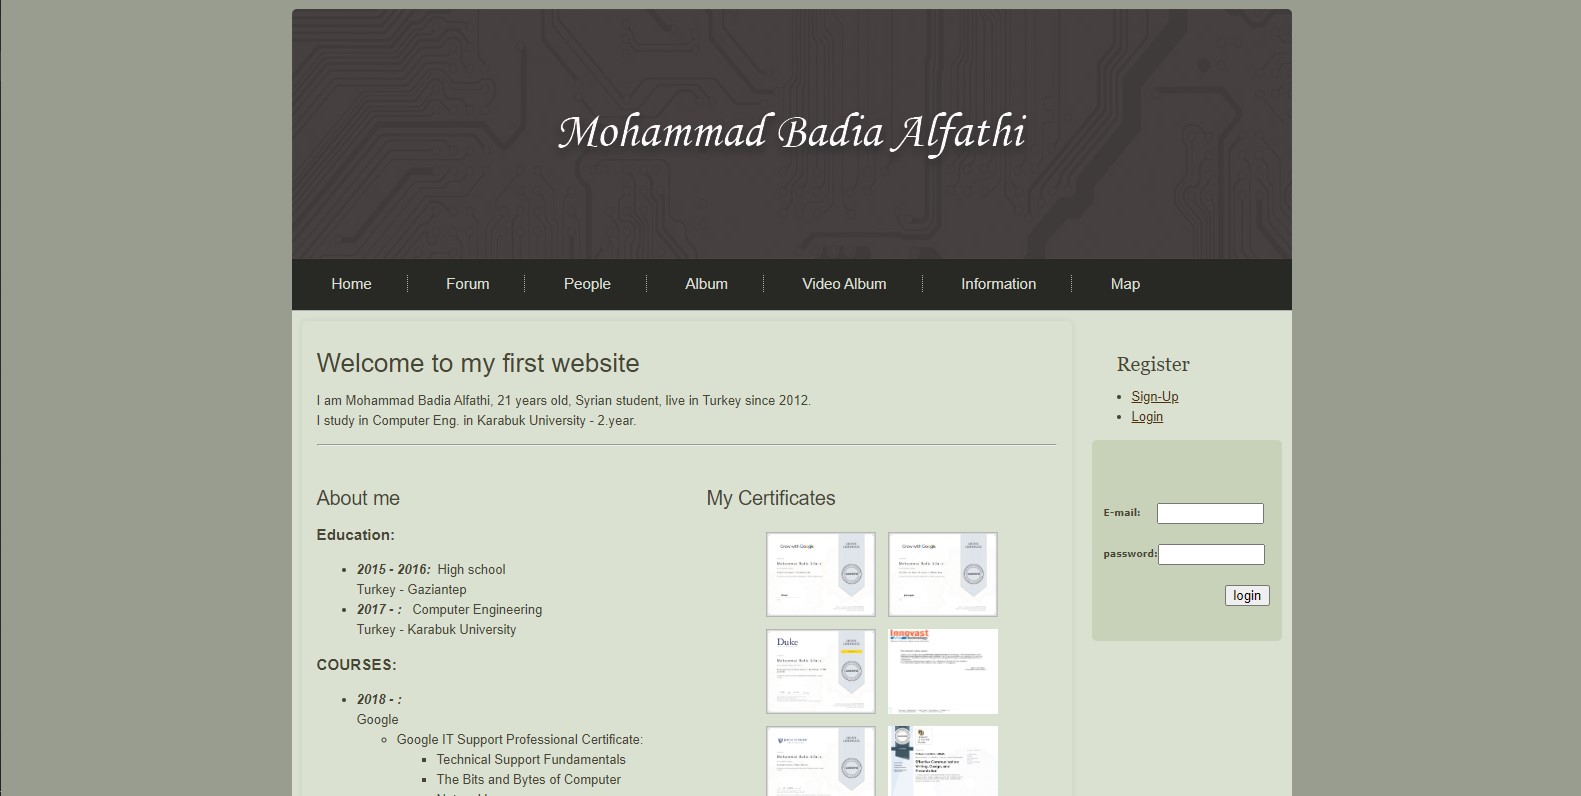 Mohammad Badia Alfathi
Home
Forum
People
Album
Video Album
Information
Map
Welcome to my first website
I am Mohammad Badia Alfathi, 21 years old, Syrian student, live in Turkey since 2012.
I study in Computer Eng. in Karabuk University - 2.year.
About me
Education:
2015 - 2016: High school
Turkey - Gaziantep
2017 - : Computer Engineering
Turkey - Karabuk University
COURSES:
2018 - :
Google
Google IT Support Professional Certificate:
Technical Support Fundamentals
The Bits and Bytes of Computer
My Certificates
Grow with Google
Grow with Google
Duke
Innovast
Register
Sign-Up
Login
E-mail:
password:
login